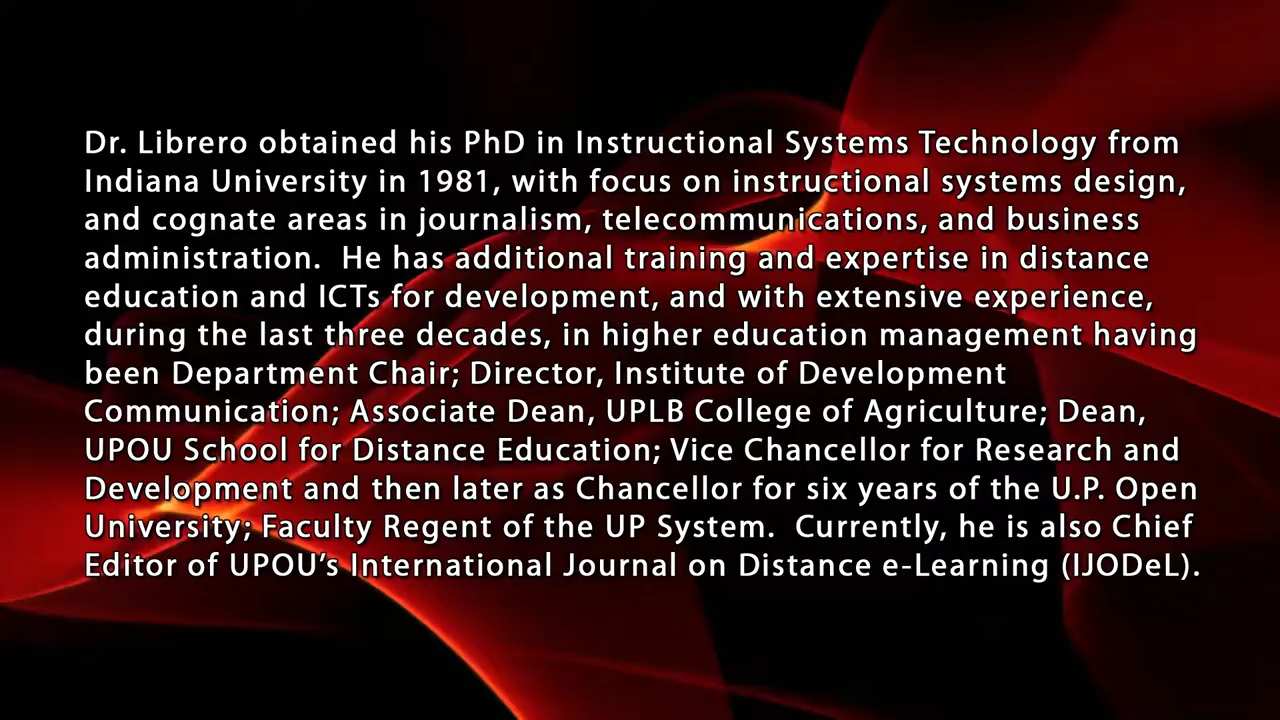 Dr. Librero obtained his PhD in Instructional Systems Technology from
Indiana University in 1981, with focus on instructional systems design,
and cognate areas in journalism, telecommunications, and business
administration.  He has additional training and expertise in distance
education and ICTs for development, and with extensive experience,
during the last three decades, in higher education management having
been Department Chair; Director, Institute of Development
Communication; Associate Dean, UPLB College of Agriculture; Dean,
UPOU School for Distance Education; Vice Chancellor for Research and
Development and then later as Chancellor for six years of the U.P. Open
University; Faculty Regent of the UP System.  Currently, he is also Chief
Editor of UPOU’s International Journal on Distance e-Learning (IJODeL).